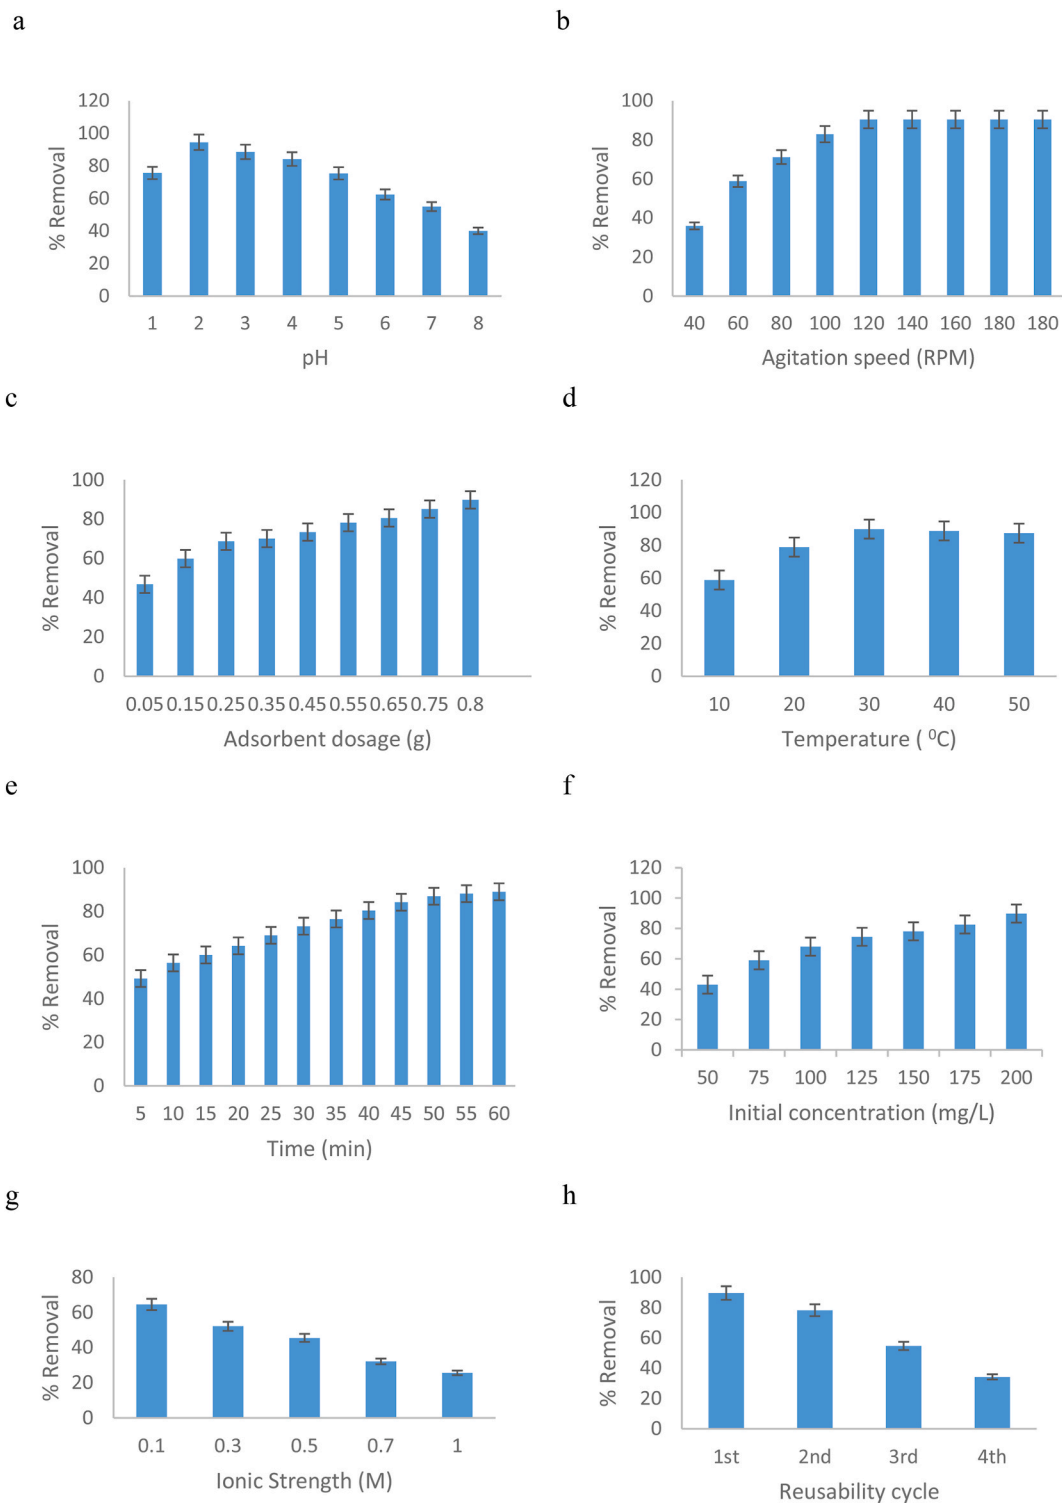 a
b
120
100
80
60
40
20
0
% Removal
1 2 3 4 5 6 7 8
pH
100
80
60
40
20
0
% Removal
40 60 80 100 120 140 160 180 180
Agitation speed (RPM)
c
d
100
80
60
40
20
0
% Removal
0.05 0.15 0.25 0.35 0.45 0.55 0.65 0.75 0.8
Adsorbent dosage (g)
120
100
80
60
40
20
0
% Removal
10 20 30 40 50
Temperature ( ⁰C)
e
f
100
80
60
40
20
0
% Removal
5 10 15 20 25 30 35 40 45 50 55 60
Time (min)
120
100
80
60
40
20
0
% Removal
50 75 100 125 150 175 200
Initial concentration (mg/L)
g
h
80
60
40
20
0
% Removal
0.1 0.3 0.5 0.7 1
Ionic Strength (M)
100
80
60
40
20
0
% Removal
1st 2nd 3rd 4th
Reusability cycle